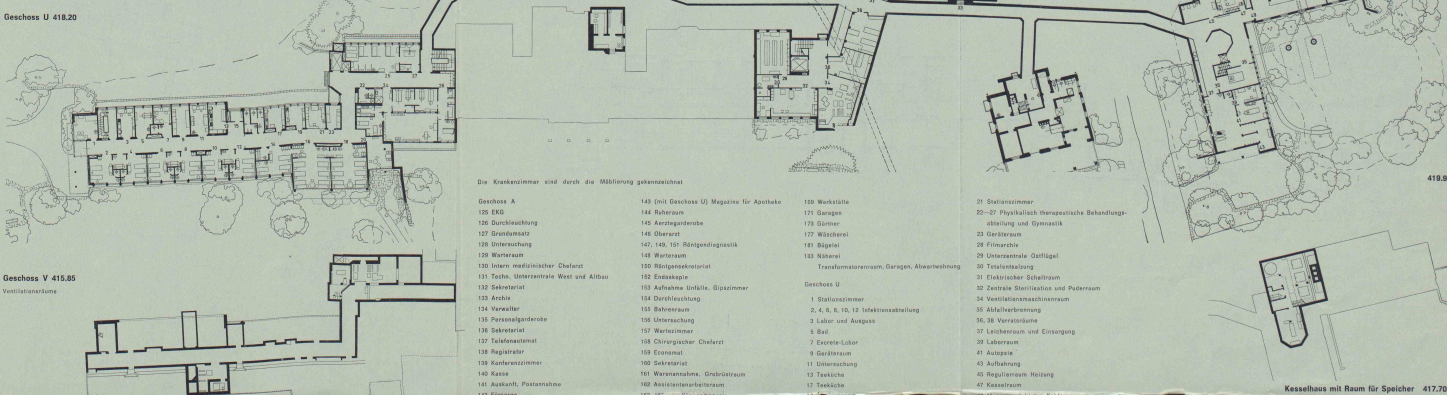 Geschoss U 418.20
Geschoss V 415.85
Ventilationsräume
Die Krankenzimmer sind durch die Möblierung gekennzeichnet
Geschoss A
125 EKG
126 Durchleuchtung
127 Grundumsatz
128 Untersuchung
129 Warteraum
130 Intern medizinischer Chefarzt
131 Techn. Unterzentrale West und Altbau
132 Sekretariat
133 Archiv
134 Verwalter
135 Personalgarderobe
136 Sekretariat
137 Telefonautomat
138 Registratur
139 Konferenzzimmer
140 Kasse
141 Auskunft, Postannahme
143 (mit Geschoss U) Magazine für Apotheke
144 Ruheraum
145 Aerztegarderobe
146 Oberarzt
147, 149, 151 Röntgendiagnostik
148 Warteraum
150 Röntgensekretariat
152 Endoskopie
153 Aufnahme Unfälle, Gipszimmer
154 Durchleuchtung
155 Bahrenraum
156 Untersuchung
157 Wartezimmer
158 Chirurgischer Chefarzt
159 Economat
160 Sekretariat
161 Warenannahme, Grobrüstraum
162 Assistentenarbeiteraum
169 Werkstätte
171 Garagen
173 Gärtner
177 Wäscherei
181 Bügelei
183 Näherei
Transformatorenraum, Garagen, Abwartwohnung
Geschoss U
1 Stationszimmer
2, 4, 6, 8, 10, 12 Infektionsabteilung
3 Labor und Ausguss
5 Bad
7 Excrete-Labor
9 Geräteraum
11 Untersuchung
13 Teeküche
17 Teeküche
21 Stationszimmer
22—27 Physikalisch therapeutische Behandlungs-
abteilung und Gymnastik
23 Geräteraum
28 Filmarchiv
29 Unterzentrale Ostflügel
30 Totalentsalzung
31 Elektrischer Schaltraum
32 Zentrale Sterilisation und Puderraum
34 Ventilationsmaschinenraum
35 Abfallverbrennung
36, 38 Vorratsräume
37 Leichenraum und Einsargung
39 Laborraum
41 Autopsie
43 Aufbahrung
45 Regulierraum Heizung
47 Kesselraum
419.9
Kesselhaus mit Raum für Speicher 417.70